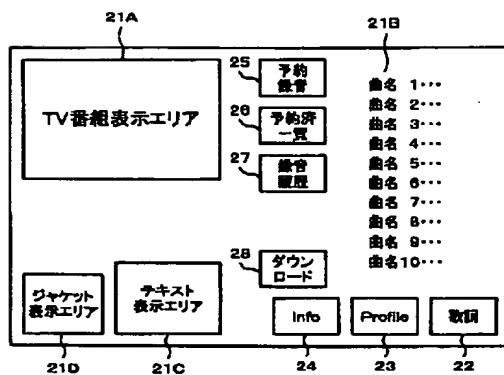 21A
21B
TV番組表示エリア
25
予約
録音
26
予約済
一覧
27
録音
履歴
曲名 1···
曲名 2···
曲名 3···
曲名 4···
曲名 5···
曲名 6···
曲名 7···
曲名 8···
曲名 9···
曲名10···
28
ダウン
ロード
ジャケット
表示エリア
テキスト
表示エリア
Info
Profile
歌詞
21D
21C
24
23
22